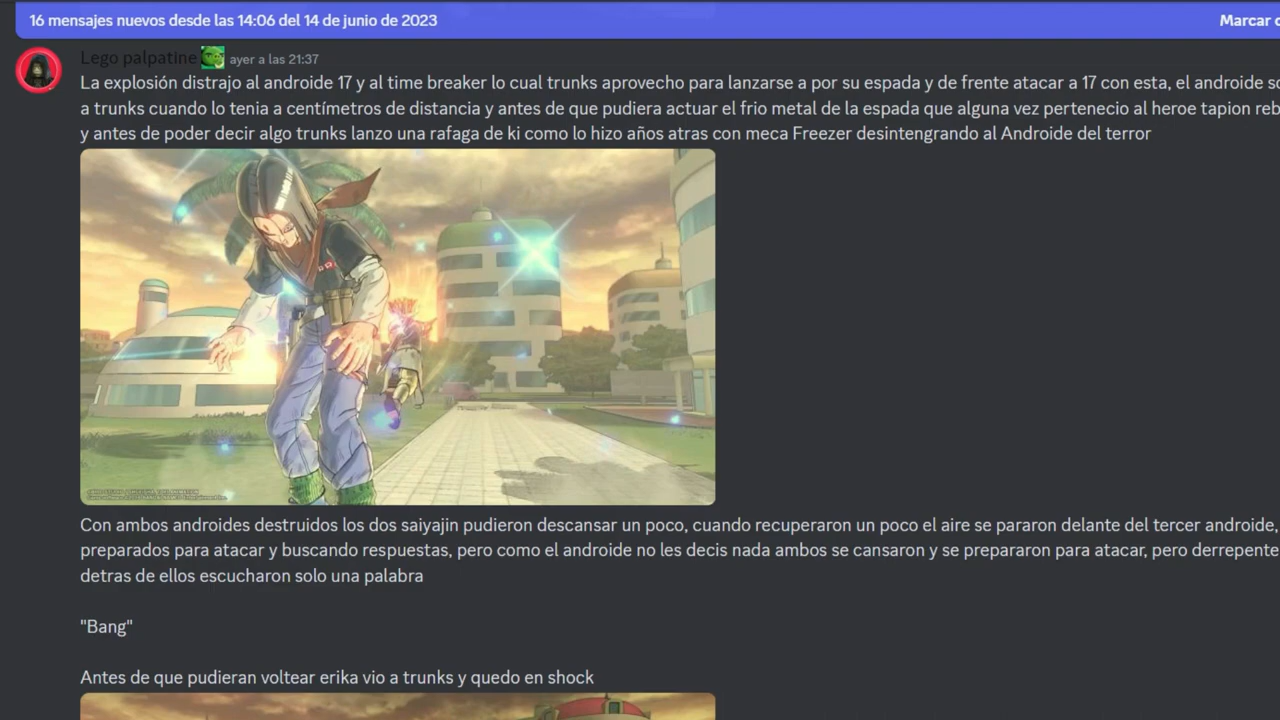 16 mensajes nuevos desde las 14:06 del 14 de junio de 2023
Marcar
Lego palpatine ayer a las 21:37
La explosión distrajo al androide 17 y al time breaker lo cual trunks aprovecho para lanzarse a por su espada y de frente atacar a 17 con esta, el androide
a trunks cuando lo tenia a centímetros de distancia y antes de que pudiera actuar el frio metal de la espada que alguna vez pertenecio al heroe tapion
y antes de poder decir algo trunks lanzo una rafaga de ki como lo hizo años atras con meca Freezer desintengrando al Androide del terror
Con ambos androides destruidos los dos saiyajin pudieron descansar un poco, cuando recuperaron un poco el aire se pararon delante del tercer androide,
preparados para atacar y buscando respuestas, pero como el androide no les decis nada ambos se cansaron y se prepararon para atacar, pero derrepente
detras de ellos escucharon solo una palabra
"Bang"
Antes de que pudieran voltear erika vio a trunks y quedo en shock